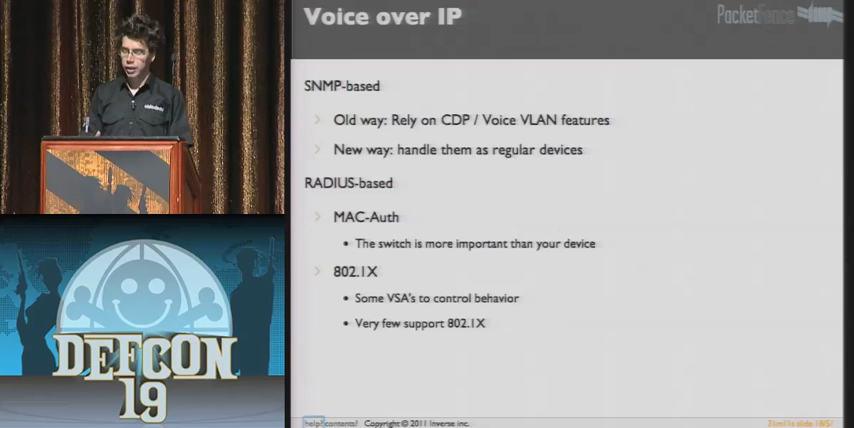 Voice over IP
PacketFence
SNMP-based
Old way: Rely on CDP / Voice VLAN features
New way: handle them as regular devices
RADIUS-based
MAC-Auth
• The switch is more important than your device
802.1X
• Some VSA's to control behavior
• Very few support 802.1X
DEFCON
19
help? contents? Copyright © 2011 Inverse inc.